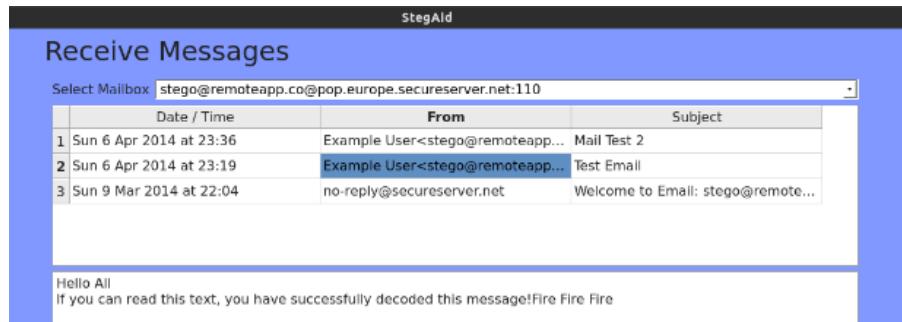 StegAid
Receive Messages
Select Mailbox stego@remoteapp.co@pop.europe.secureserver.net:110
Date / Time From Subject
1 Sun 6 Apr 2014 at 23:36 Example User<stego@remoteapp... Mail Test 2
2 Sun 6 Apr 2014 at 23:19 Example User<stego@remoteapp... Test Email
3 Sun 9 Mar 2014 at 22:04 no-reply@secureserver.net Welcome to Email: stego@remote...
Hello All
If you can read this text, you have successfully decoded this message!Fire Fire Fire